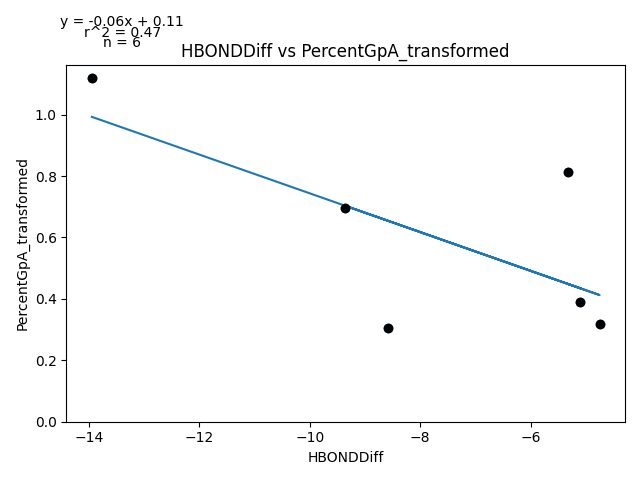 y = -0.06x + 0.11
r^2 = 0.47
n = 6
HBONDDiff vs PercentGpA_transformed
PercentGpA_transformed
1.0
0.8
0.6
0.4
0.2
0.0
−14
−12
−10
−8
−6
HBONDDiff